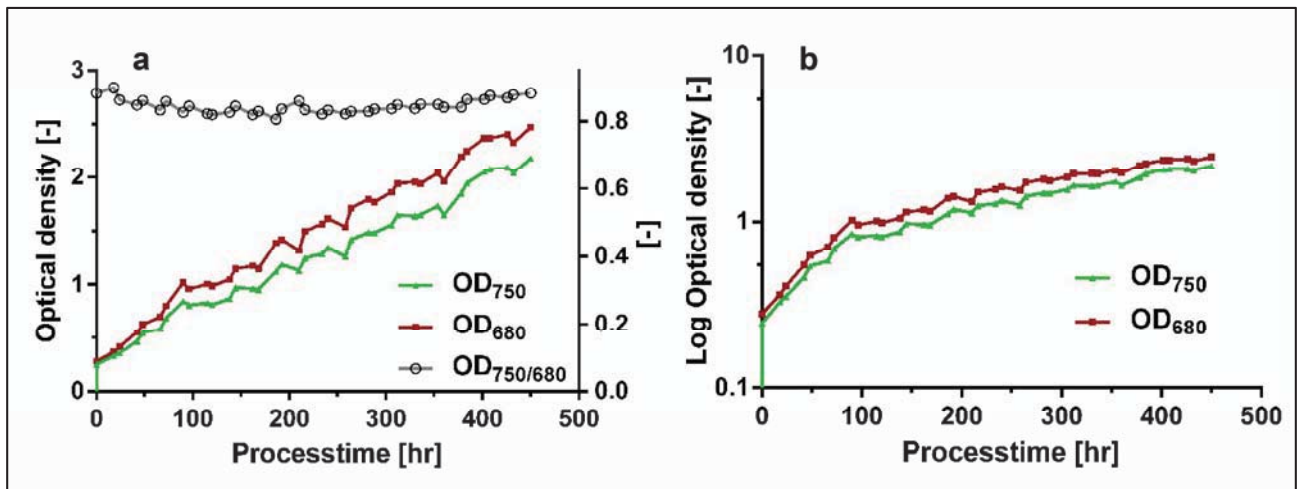 a
Optical density [-]
3
2
1
0
0.8
0.6
0.4
0.2
0.0
[-]
OD750
OD680
OD750/680
0 100 200 300 400 500
Processtime [hr]
b
Log Optical density [-]
10
1
0.1
OD750
OD680
0 100 200 300 400 500
Processtime [hr]